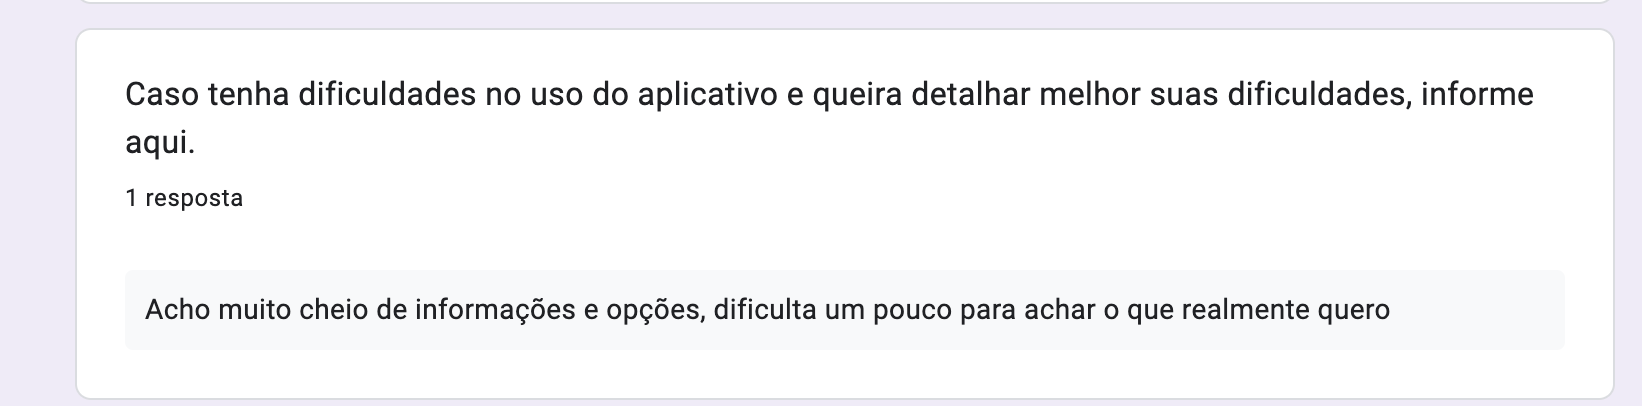 Caso tenha dificuldades no uso do aplicativo e queira detalhar melhor suas dificuldades, informe
aqui.
1 resposta
Acho muito cheio de informações e opções, dificulta um pouco para achar o que realmente quero